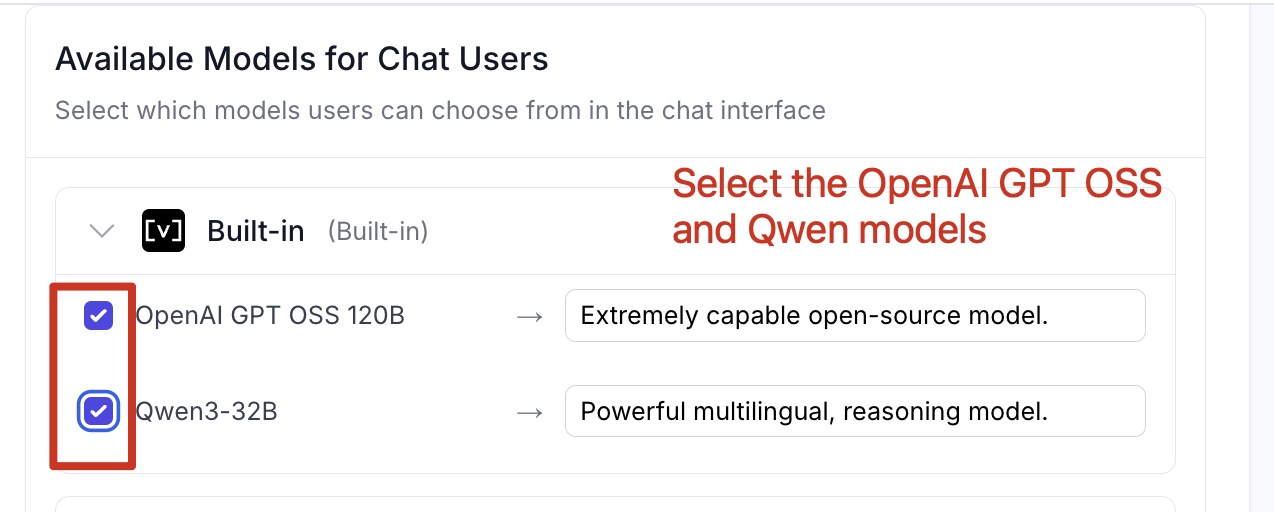 Available Models for Chat Users
Select which models users can choose from in the chat interface
Select the OpenAI GPT OSS
and Qwen models
[v] Built-in (Built-in)
OpenAI GPT OSS 120B → Extremely capable open-source model.
Qwen3-32B → Powerful multilingual, reasoning model.